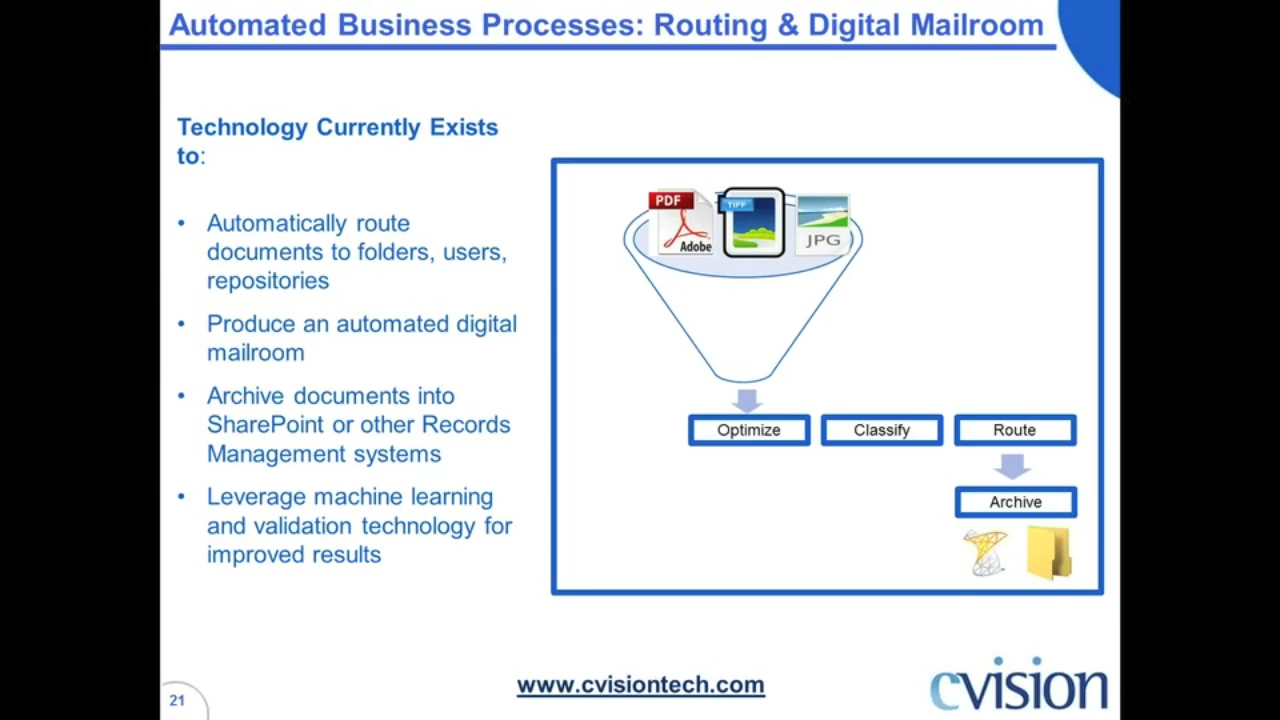 Automated Business Processes: Routing & Digital Mailroom
Technology Currently Exists
to:
• Automatically route
documents to folders, users,
repositories
• Produce an automated digital
mailroom
• Archive documents into
SharePoint or other Records
Management systems
• Leverage machine learning
and validation technology for
improved results
PDF
Adobe
TIFF
JPG
Optimize
Classify
Route
Archive
www.cvisiontech.com
cvision
21